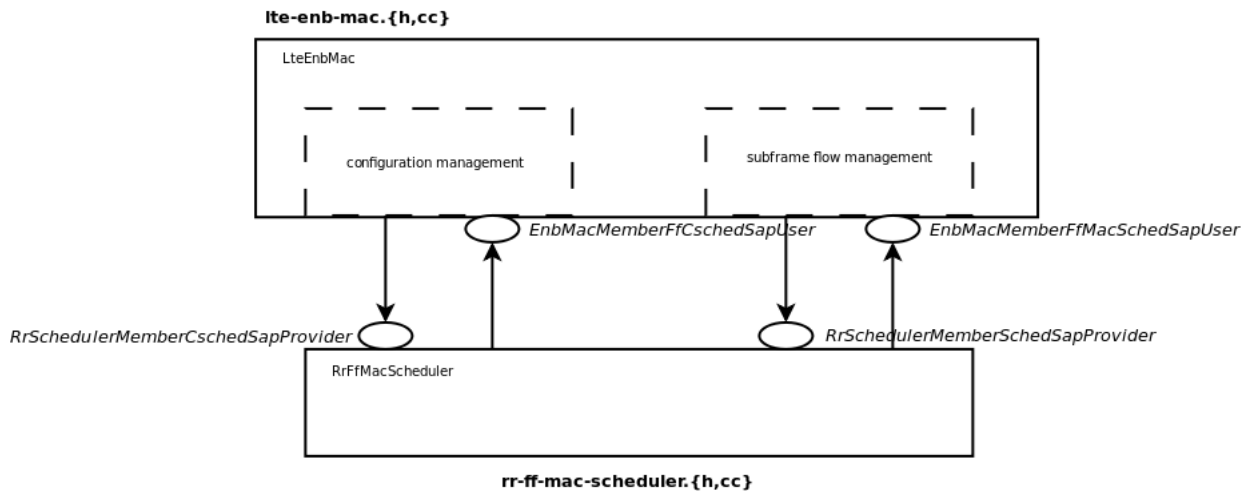 lte-enb-mac.{h,cc}
LteEnbMac
configuration management
subframe flow management
EnbMacMemberFfCschedSapUser
EnbMacMemberFfMacSchedSapUser
RrSchedulerMemberCschedSapProvider
RrSchedulerMemberSchedSapProvider
RrFfMacScheduler
rr-ff-mac-scheduler.{h,cc}